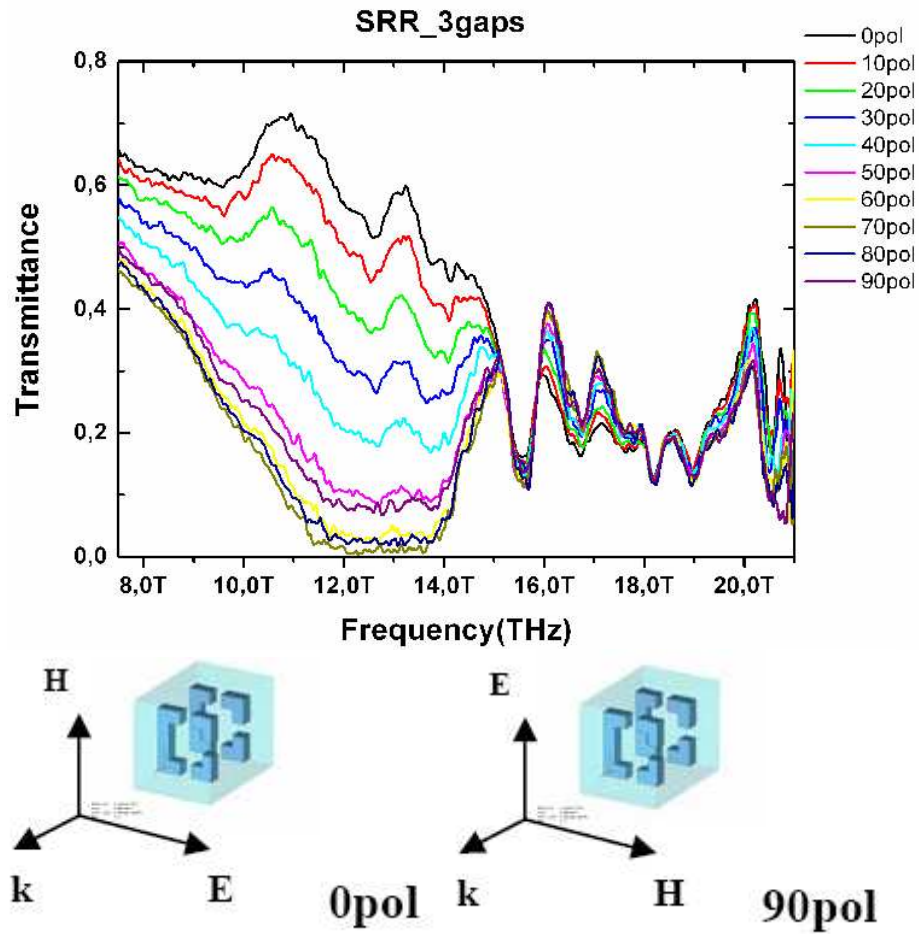 SRR_3gaps
0,8
0,6
0,4
0,2
0,0
Transmittance
8,0T 10,0T 12,0T 14,0T 16,0T 18,0T 20,0T
Frequency(THz)
0pol
10pol
20pol
30pol
40pol
50pol
60pol
70pol
80pol
90pol
H
k
E
0pol
E
k
H
90pol